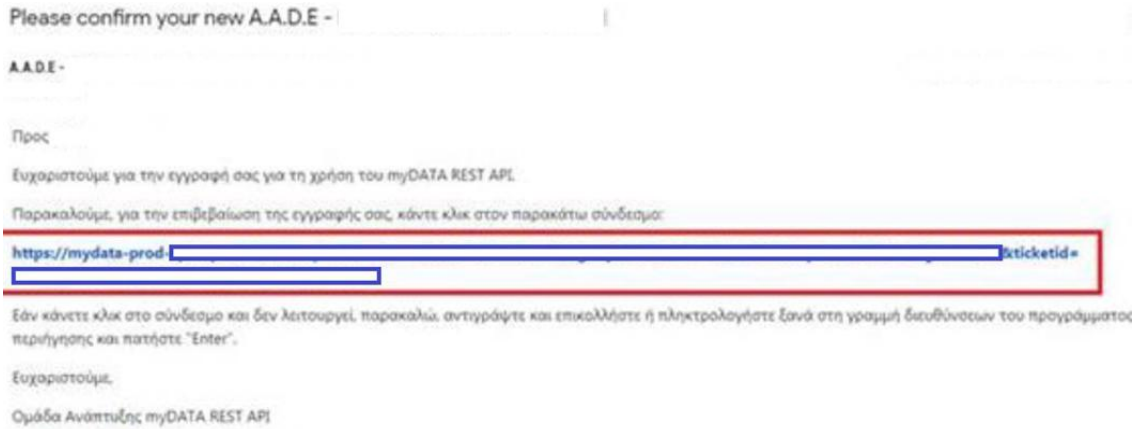 Please confirm your new A.A.D.E -
A.A.D.E -
Προς
Ευχαριστούμε για την εγγραφή σας για τη χρήση του myDATA REST API.
Παρακαλούμε, για την επιβεβαίωση της εγγραφής σας, κάντε κλικ στον παρακάτω σύνδεσμο:
https://mydata-prod- &ticketid=
Εάν κάνετε κλικ στο σύνδεσμο και δεν λειτουργεί, παρακαλώ, αντιγράψτε και επικολλήστε ή πληκτρολογήστε ξανά στη γραμμή διευθύνσεων του προγράμματος
περιήγησης και πατήστε "Enter".
Ευχαριστούμε,
Ομάδα Ανάπτυξης myDATA REST API